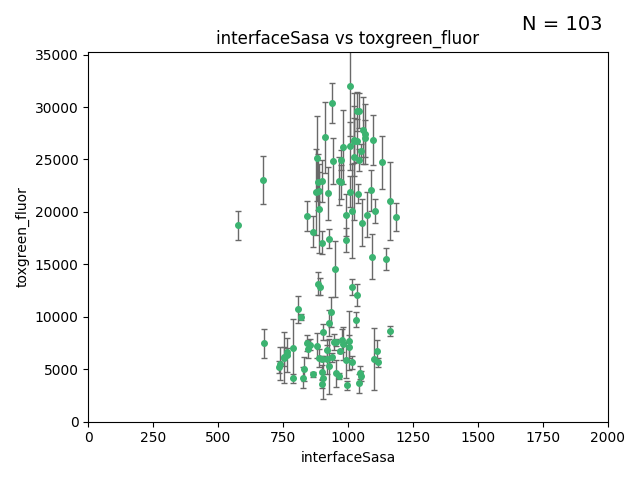 N = 103
interfaceSasa vs toxgreen_fluor
35000
30000
25000
20000
15000
10000
5000
0
toxgreen_fluor
0 250 500 750 1000 1250 1500 1750 2000
interfaceSasa